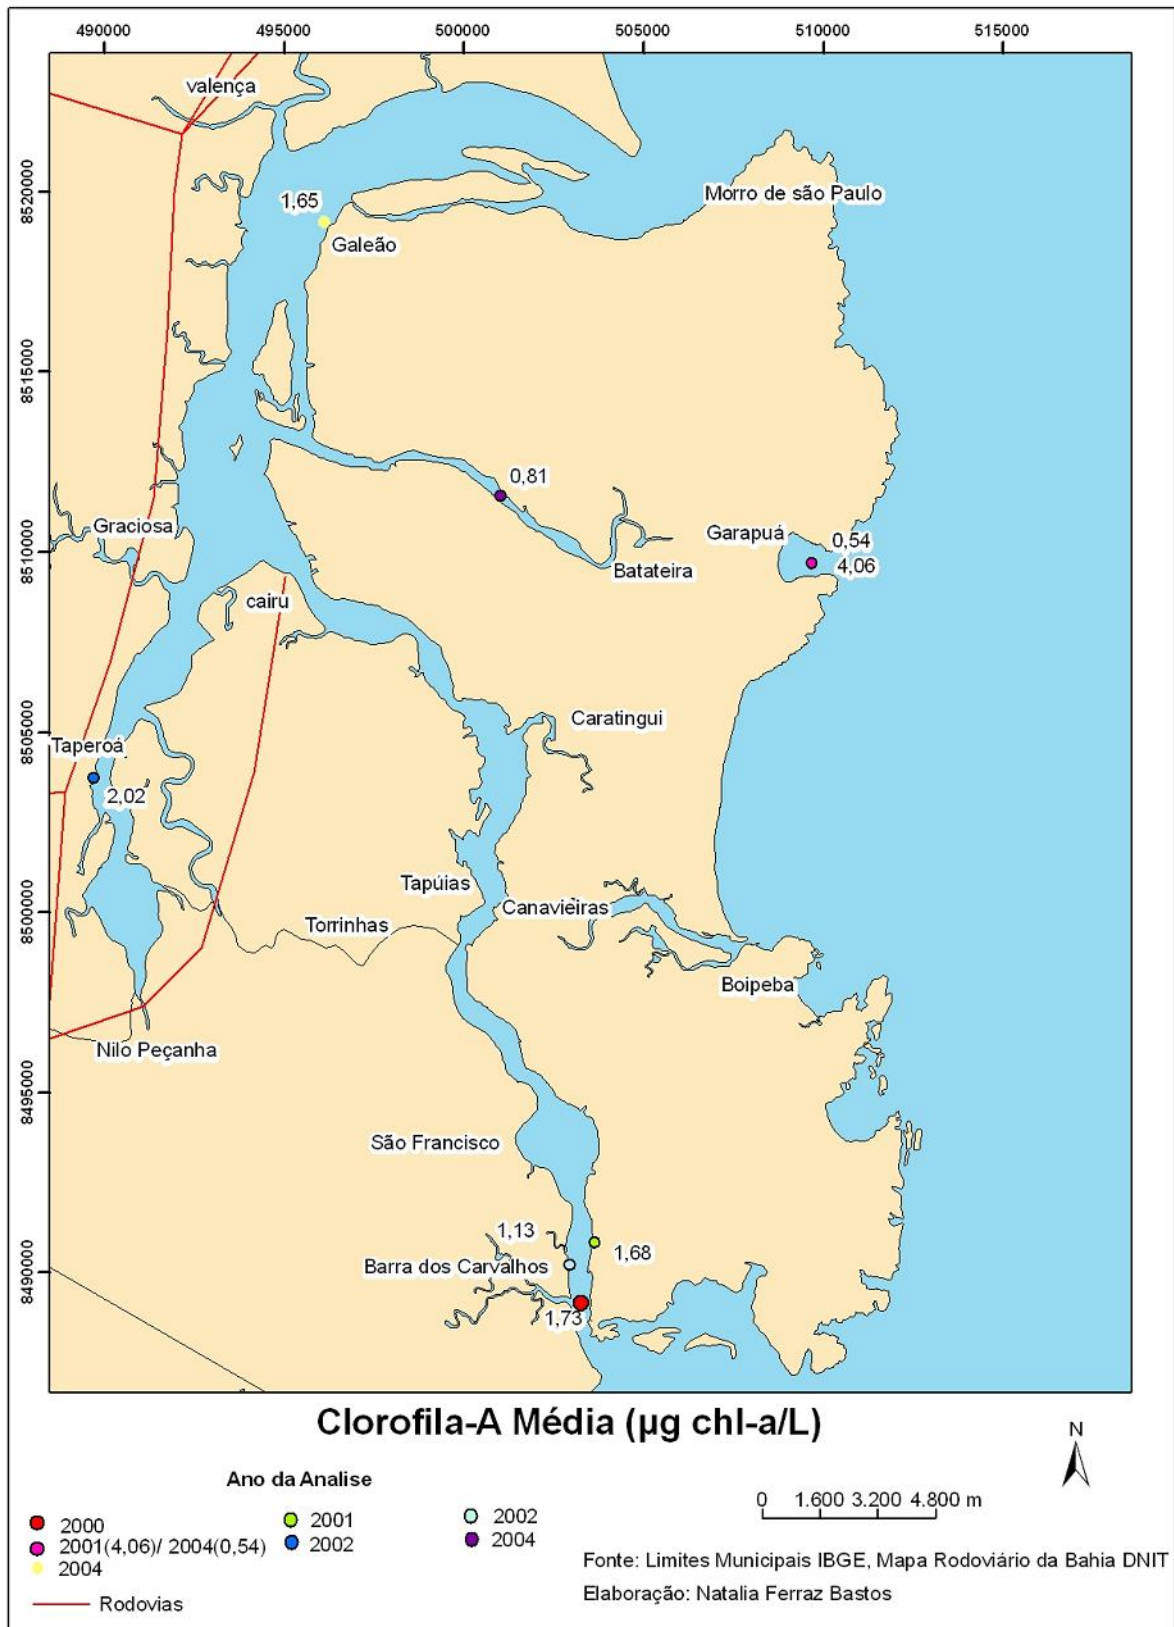 490000 495000 500000 505000 510000 515000
valença
8520000
Morro de são Paulo
1,65
Galeão
8515000
0,81
Graciosa
Garapuá
0,54
8510000
4,06
Batateira
cairu
Caratingui
8505000
Taperoá
2,02
Tapúias
Canavieiras
8500000
Torrinhas
Boipeba
Nilo Peçanha
8495000
São Francisco
1,13
1,68
Barra dos Carvalhos
8490000
1,73
Clorofila-A Média (µg chl-a/L)
N
Ano da Analise
2000
2001(4,06)/ 2004(0,54)
2004
2001
2002
2002
2004
Rodovias
0 1.600 3.200 4.800 m
Fonte: Limites Municipais IBGE, Mapa Rodoviário da Bahia DNIT
Elaboração: Natalia Ferraz Bastos